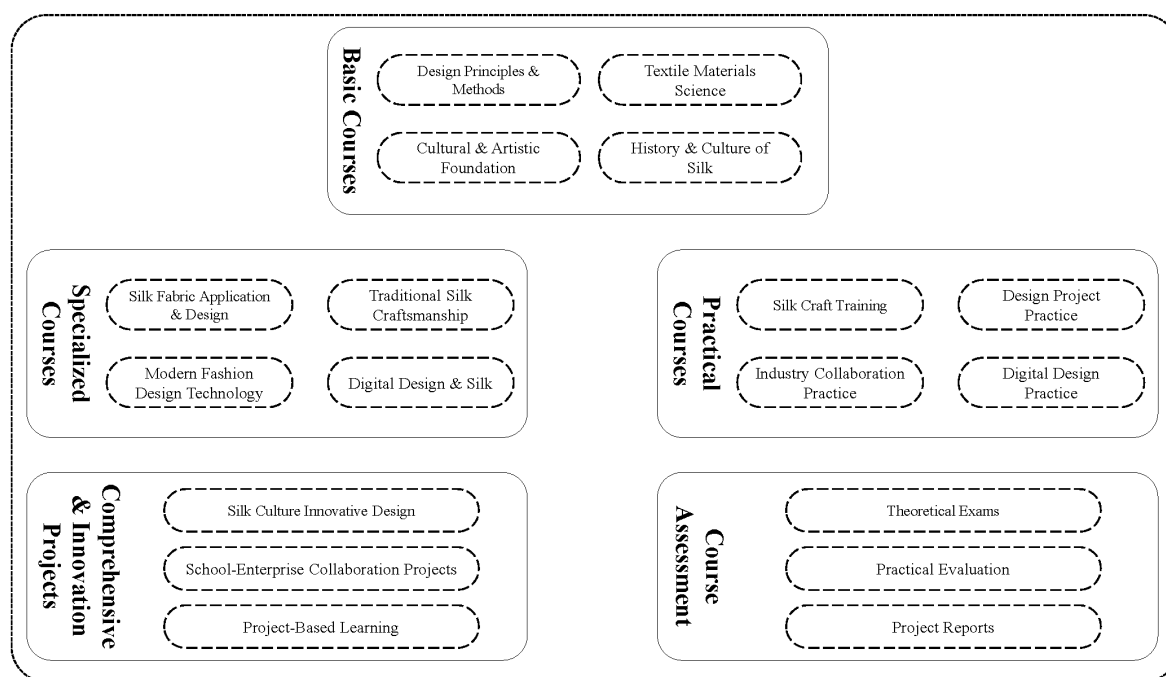 Basic Courses
Design Principles &
Methods
Textile Materials
Science
Cultural & Artistic
Foundation
History & Culture of
Silk
Specialized
Courses
Silk Fabric Application
& Design
Traditional Silk
Craftsmanship
Modern Fashion
Design Technology
Digital Design & Silk
Practical
Courses
Silk Craft Training
Design Project
Practice
Industry Collaboration
Practice
Digital Design
Practice
Comprehensive
& Innovation
Projects
Silk Culture Innovative Design
School-Enterprise Collaboration Projects
Project-Based Learning
Course
Assessment
Theoretical Exams
Practical Evaluation
Project Reports